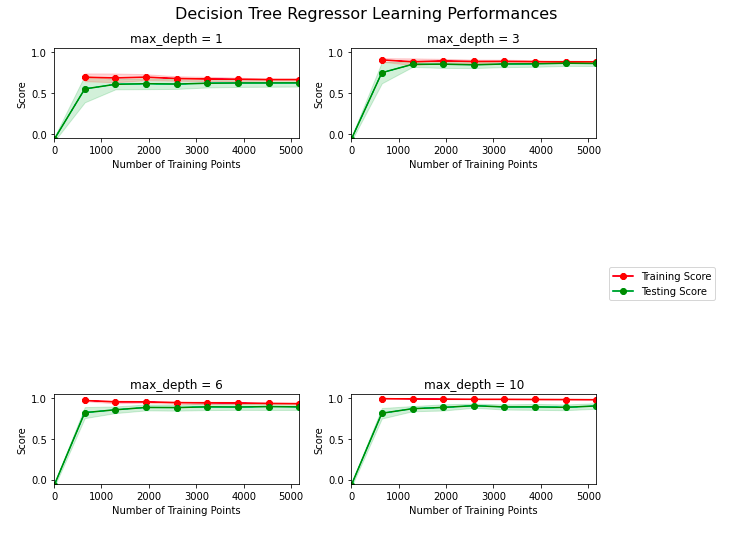 Decision Tree Regressor Learning Performances
max_depth = 1
1.0
0.5
0.0
Score
0 1000 2000 3000 4000 5000
Number of Training Points
max_depth = 3
1.0
0.5
0.0
Score
0 1000 2000 3000 4000 5000
Number of Training Points
Training Score
Testing Score
max_depth = 6
1.0
0.5
0.0
Score
0 1000 2000 3000 4000 5000
Number of Training Points
max_depth = 10
1.0
0.5
0.0
Score
0 1000 2000 3000 4000 5000
Number of Training Points